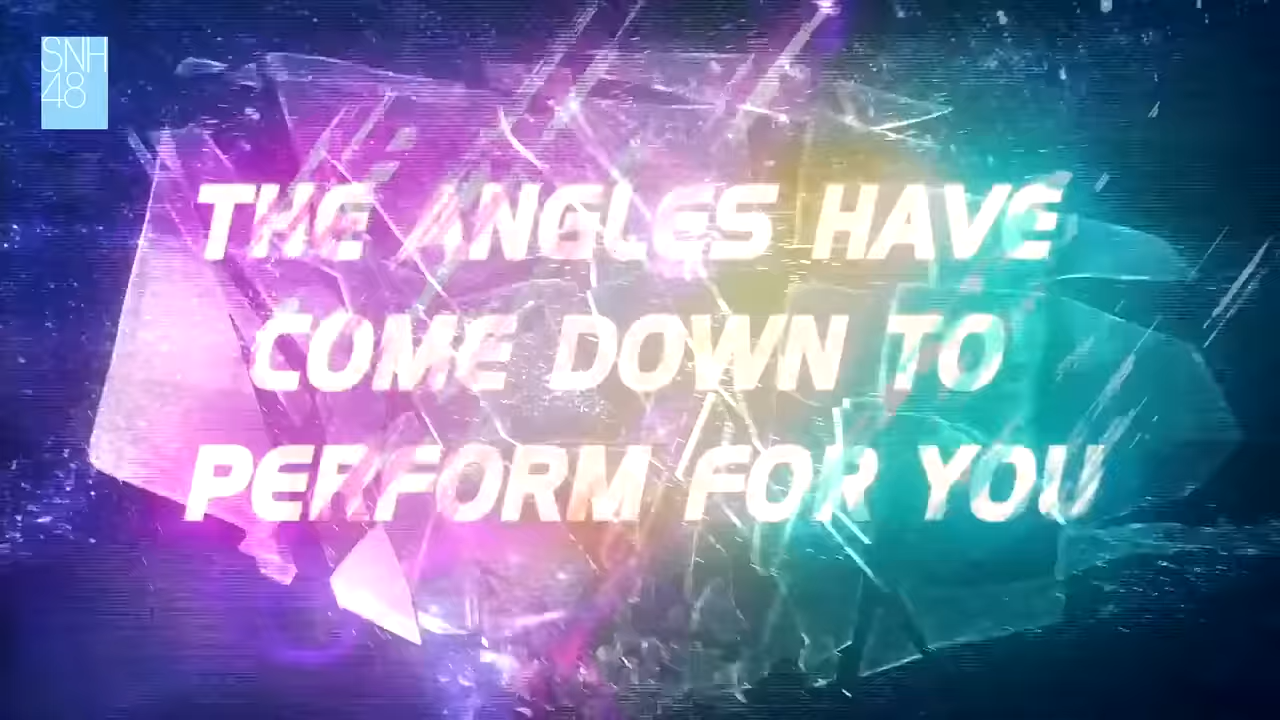 SNH
48
THE ANGLES HAVE
COME DOWN TO
PERFORM FOR YOU